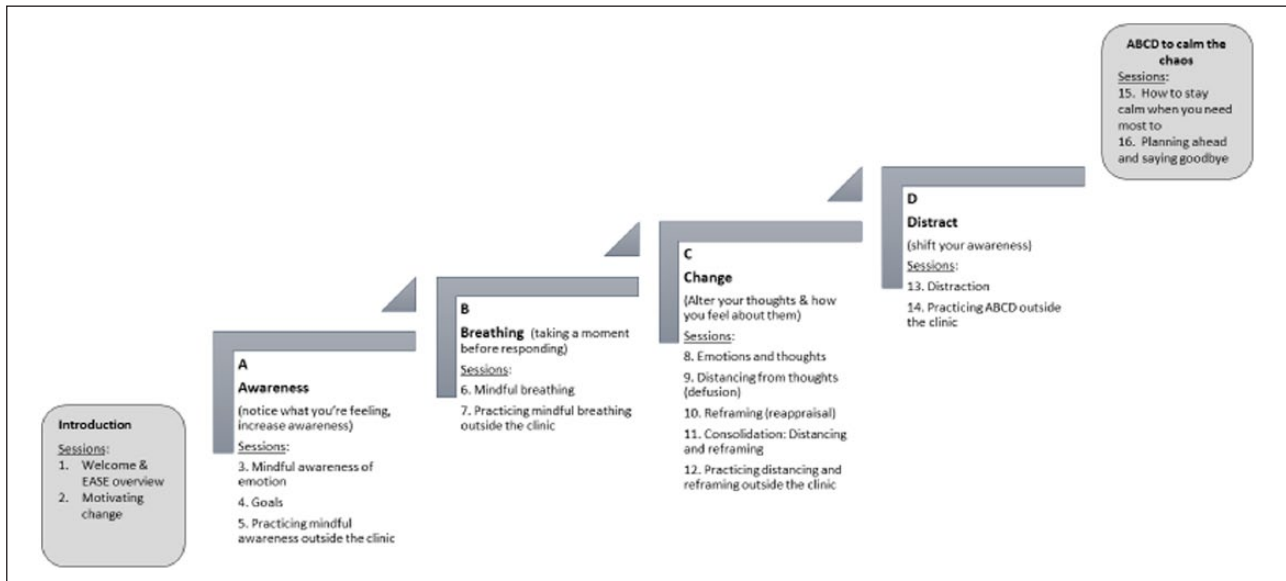 Introduction
Sessions:
1. Welcome &
EASE overview
2. Motivating
change
A
Awareness
(notice what you're feeling,
increase awareness)
Sessions:
3. Mindful awareness of
emotion
4. Goals
5. Practicing mindful
awareness outside the clinic
B
Breathing (taking a moment
before responding)
Sessions:
6. Mindful breathing
7. Practicing mindful breathing
outside the clinic
C
Change
(Alter your thoughts & how
you feel about them)
Sessions:
8. Emotions and thoughts
9. Distancing from thoughts
(defusion)
10. Reframing (reappraisal)
11. Consolidation: Distancing
and reframing
12. Practicing distancing and
reframing outside the clinic
D
Distract
(shift your awareness)
Sessions:
13. Distraction
14. Practicing ABCD outside
the clinic
ABCD to calm the
chaos
Sessions:
15. How to stay
calm when you need
most to
16. Planning ahead
and saying goodbye